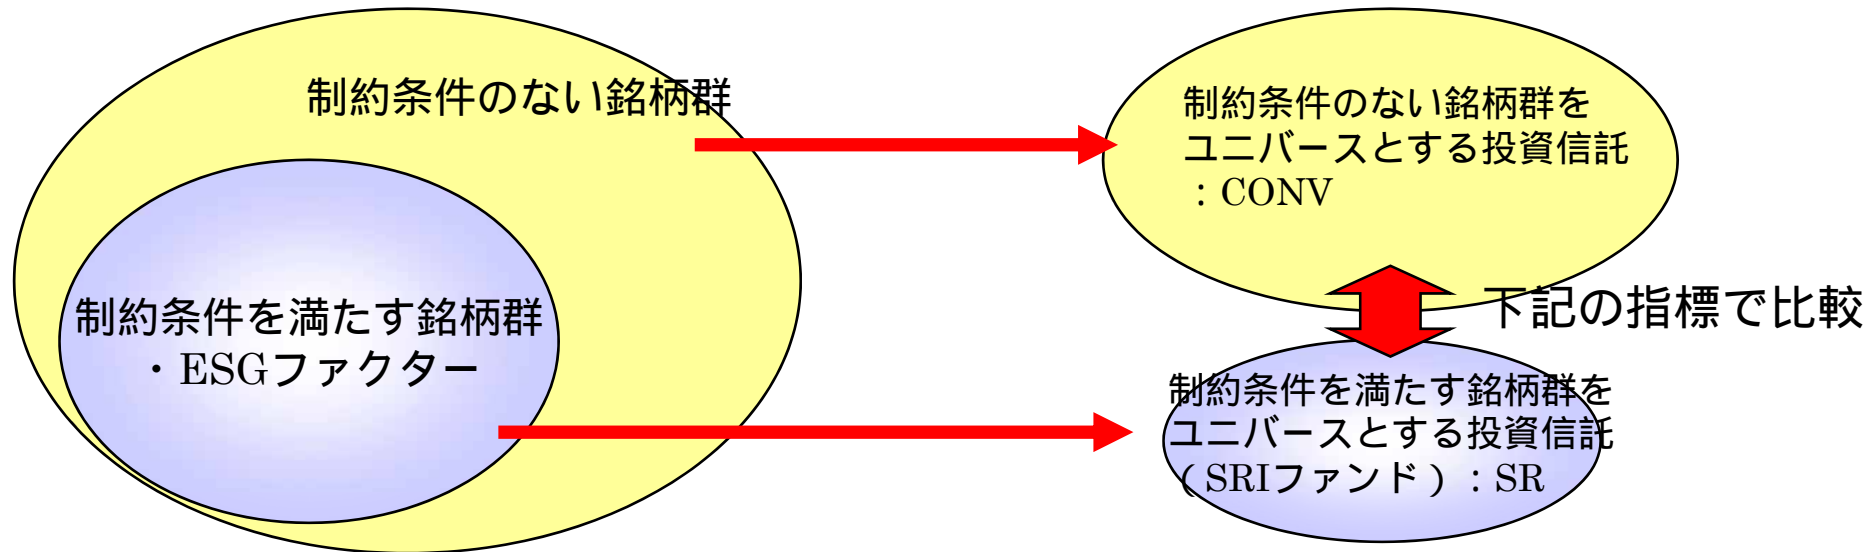 制約条件のない銘柄群
制約条件を満たす銘柄群
・ESGファクター
制約条件のない銘柄群を
ユニバースとする投資信託
：CONV
下記の指標で比較
制約条件を満たす銘柄群を
ユニバースとする投資信託
（SRIファンド）：SR